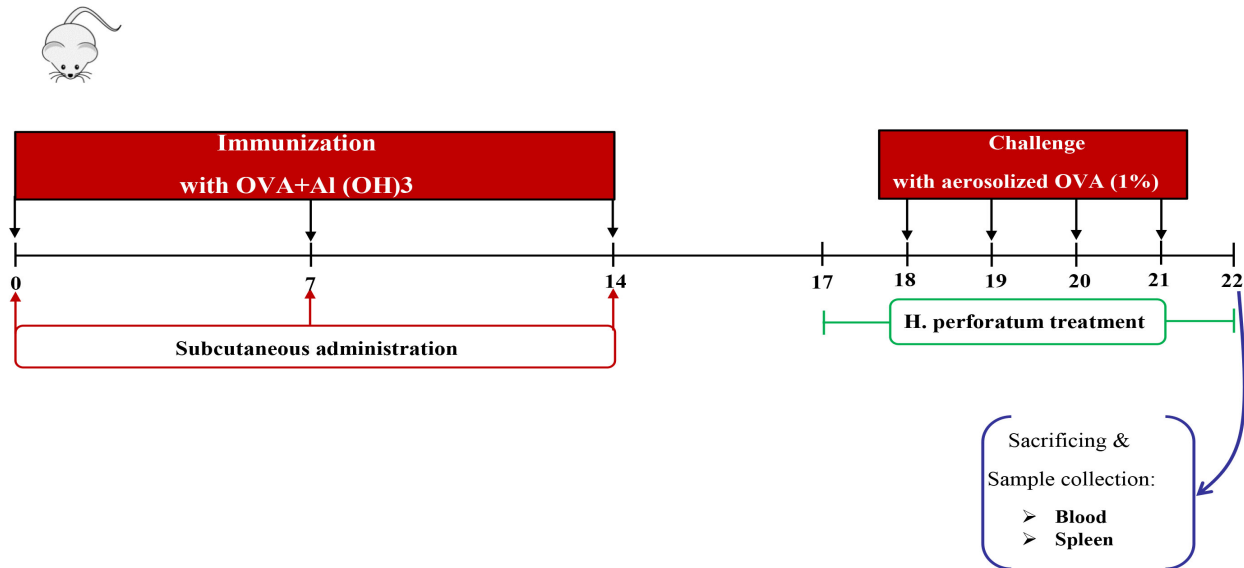 Immunization
with OVA+Al (OH)3
Challenge
with aerosolized OVA (1%)
0 7 14 17 18 19 20 21 22
Subcutaneous administration
H. perforatum treatment
Sacrificing &
Sample collection:
➢ Blood
➢ Spleen